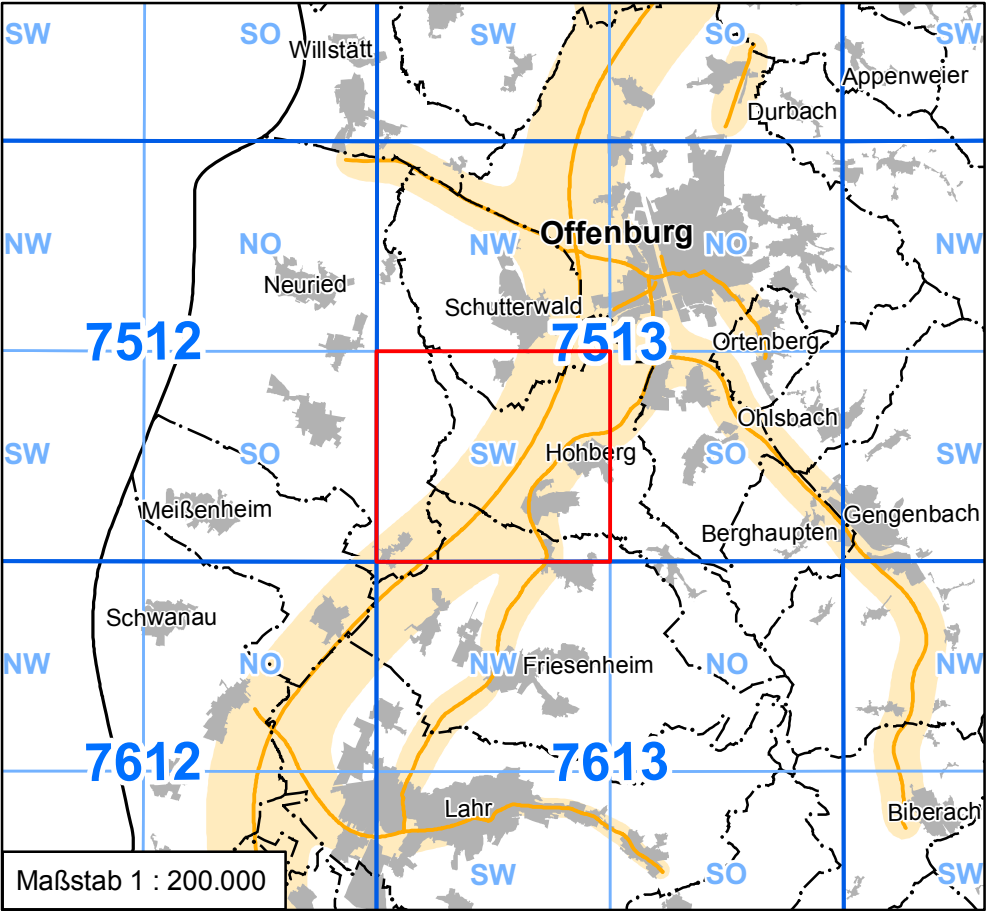 SW
SO
SO
SW
Willstätt
SW
Appenweier
Durbach
Offenburg
NW
NO
NW
NO
NW
Neuried
Schutterwald
7512
7513
Ortenberg
Ohlsbach
SW
SO
SW
Hohberg
SO
SW
Meißenheim
Gengenbach
Berghaupten
Schwanau
NW
NO
NW
Friesenheim
NO
NW
7612
7613
Lahr
Biberach
Maßstab 1 : 200.000
SW
SO
SW